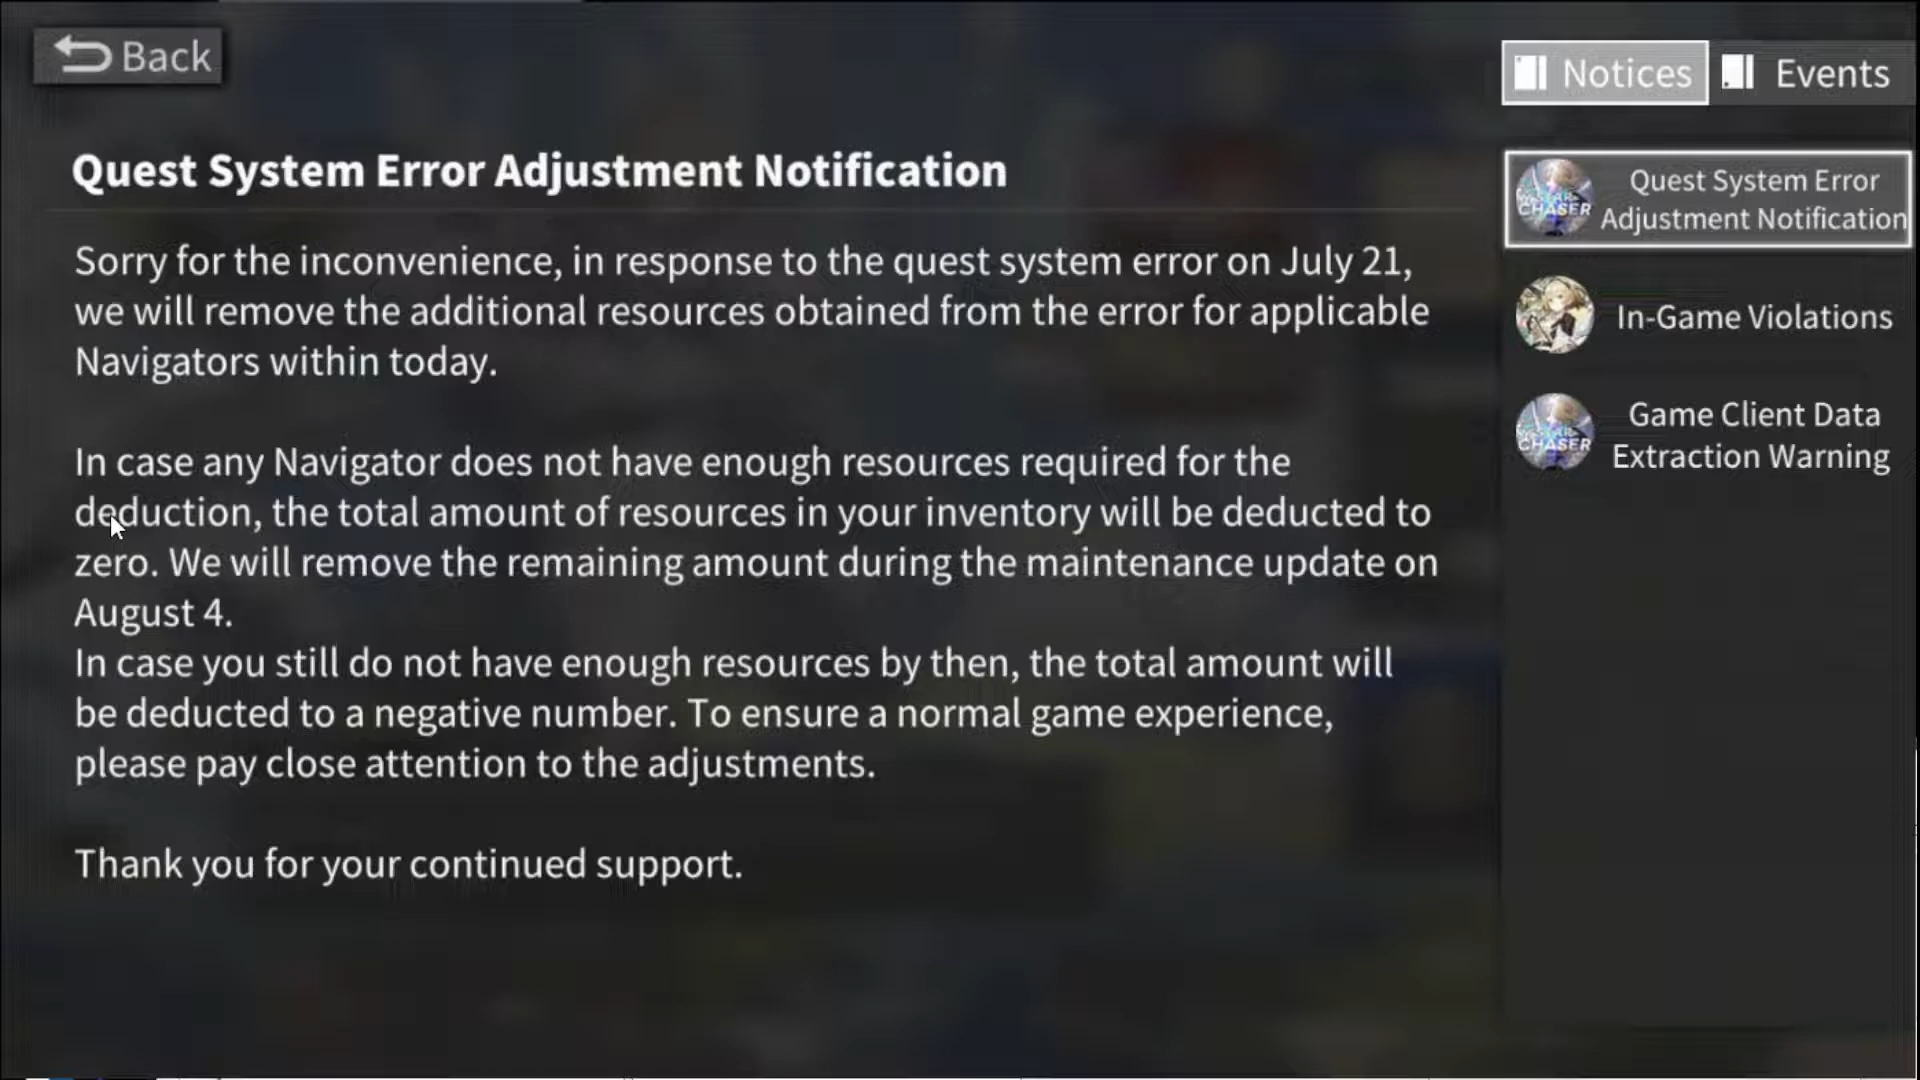 Back
Notices
Events
Quest System Error Adjustment Notification
Sorry for the inconvenience, in response to the quest system error on July 21,
we will remove the additional resources obtained from the error for applicable
Navigators within today.
In case any Navigator does not have enough resources required for the
deduction, the total amount of resources in your inventory will be deducted to
zero. We will remove the remaining amount during the maintenance update on
August 4.
In case you still do not have enough resources by then, the total amount will
be deducted to a negative number. To ensure a normal game experience,
please pay close attention to the adjustments.
Thank you for your continued support.
CHASER
Quest System Error
Adjustment Notification
In-Game Violations
CHASER
Game Client Data
Extraction Warning